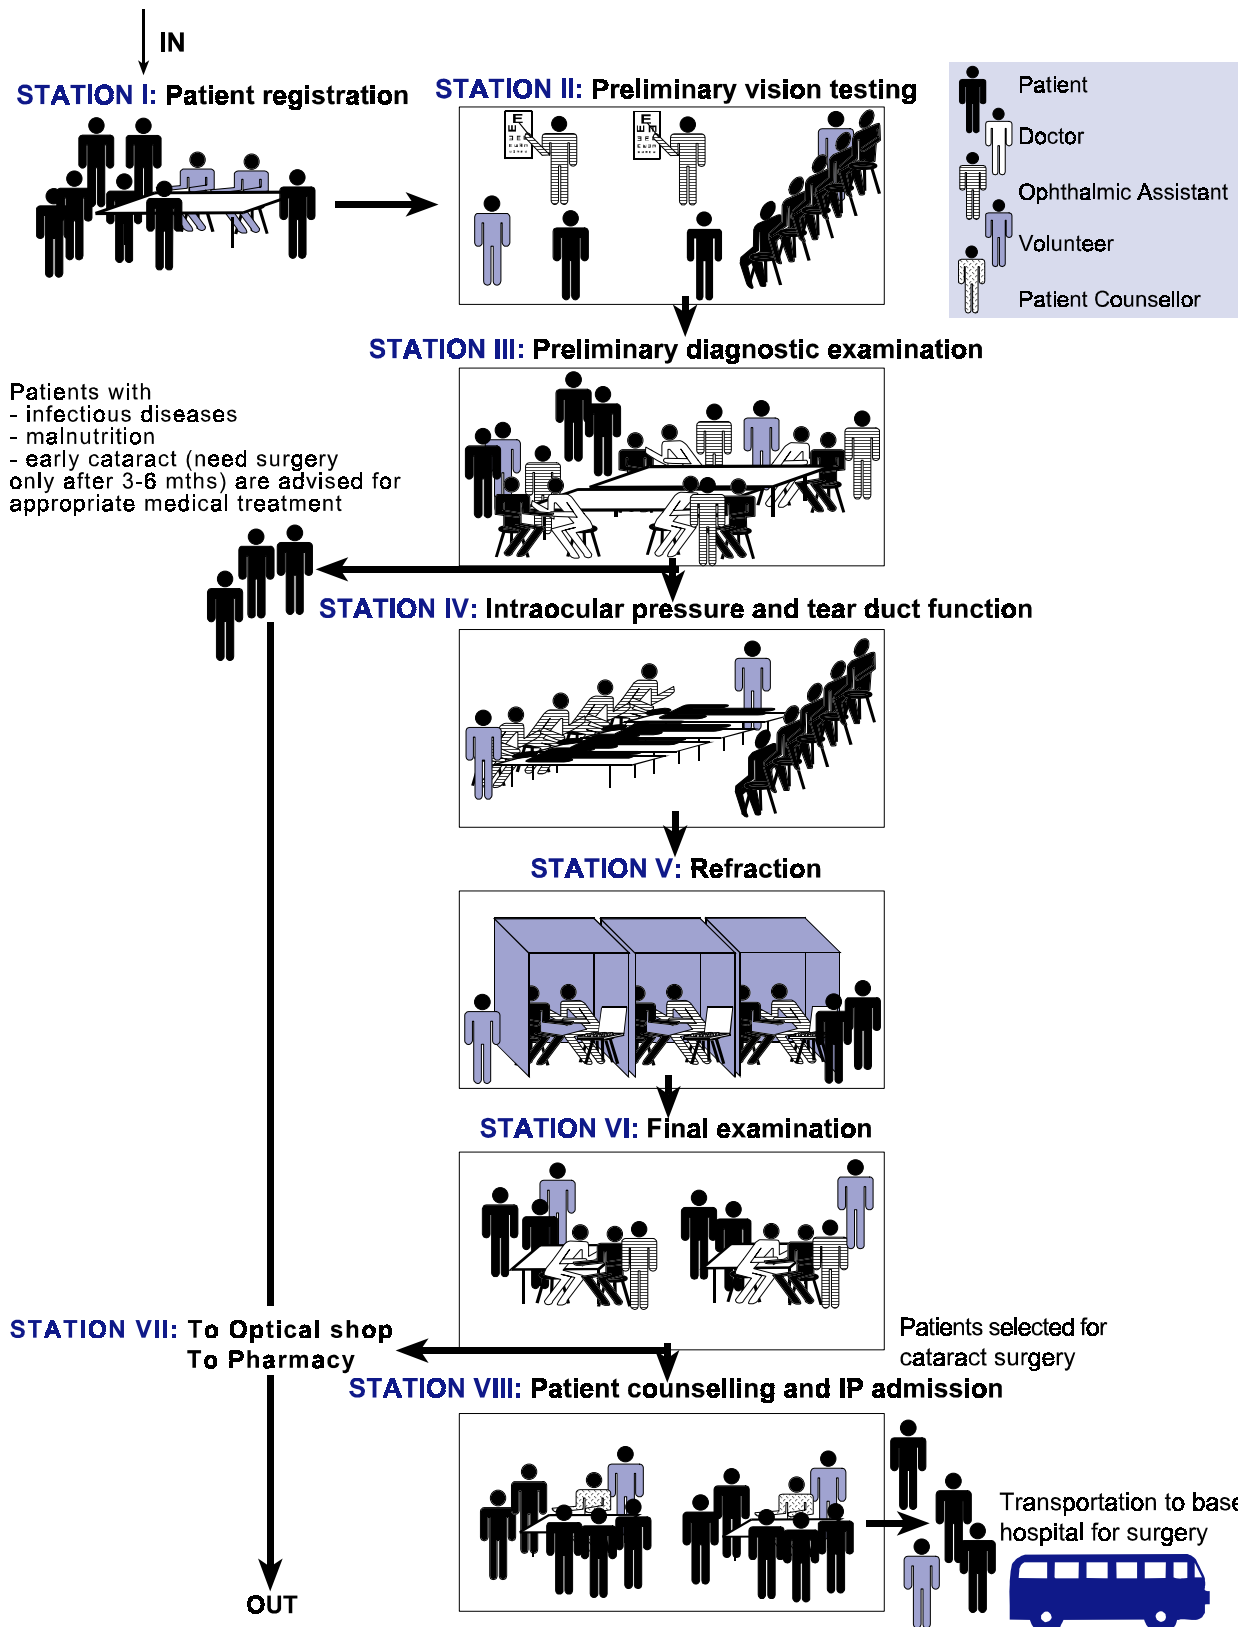 IN
STATION I: Patient registration
STATION II: Preliminary vision testing
Patient
Doctor
Ophthalmic Assistant
Volunteer
Patient Counsellor
STATION III: Preliminary diagnostic examination
Patients with
- infectious diseases
- malnutrition
- early cataract (need surgery
only after 3-6 mths) are advised for
appropriate medical treatment
STATION IV: Intraocular pressure and tear duct function
STATION V: Refraction
STATION VI: Final examination
STATION VII: To Optical shop
To Pharmacy
Patients selected for
cataract surgery
STATION VIII: Patient counselling and IP admission
Transportation to base
hospital for surgery
OUT